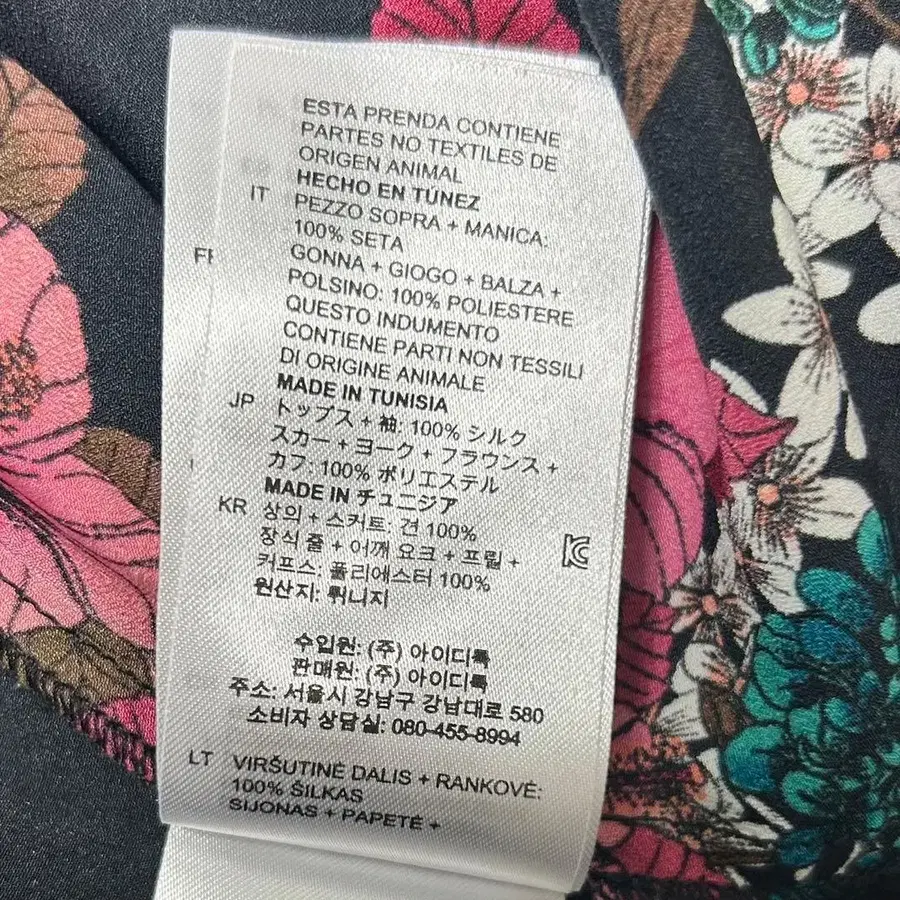 ESTA PRENDA CONTIENE
PARTES NO TEXTILES DE
ORIGEN ANIMAL
HECHO EN TÚNEZ
IT PEZZO SOPRA + MANICA:
100% SETA
GONNA + GIOGO + BALZA +
POLSINO: 100% POLIESTERE
QUESTO INDUMENTO
CONTIENE PARTI NON TESSILI
DI ORIGINE ANIMALE
MADE IN TUNISIA
JP トップス + 袖: 100% シルク
スカー + ヨーク + フラウンス +
カフ: 100% ポリエステル
MADE IN チュニジア
KR 상의 + 스커트: 견 100%
장식 줄 + 어깨 요크 + 프릴 +
커프스: 폴리에스터 100%
원산지: 튀니지
수입원: (주) 아이디룩
판매원: (주) 아이디룩
주소: 서울시 강남구 강남대로 580
소비자 상담실: 080-455-8994
LT VIRŠUTINĖ DALIS + RANKOVĖ:
100% ŠILKAS
SIJONAS + PAPETĖ +